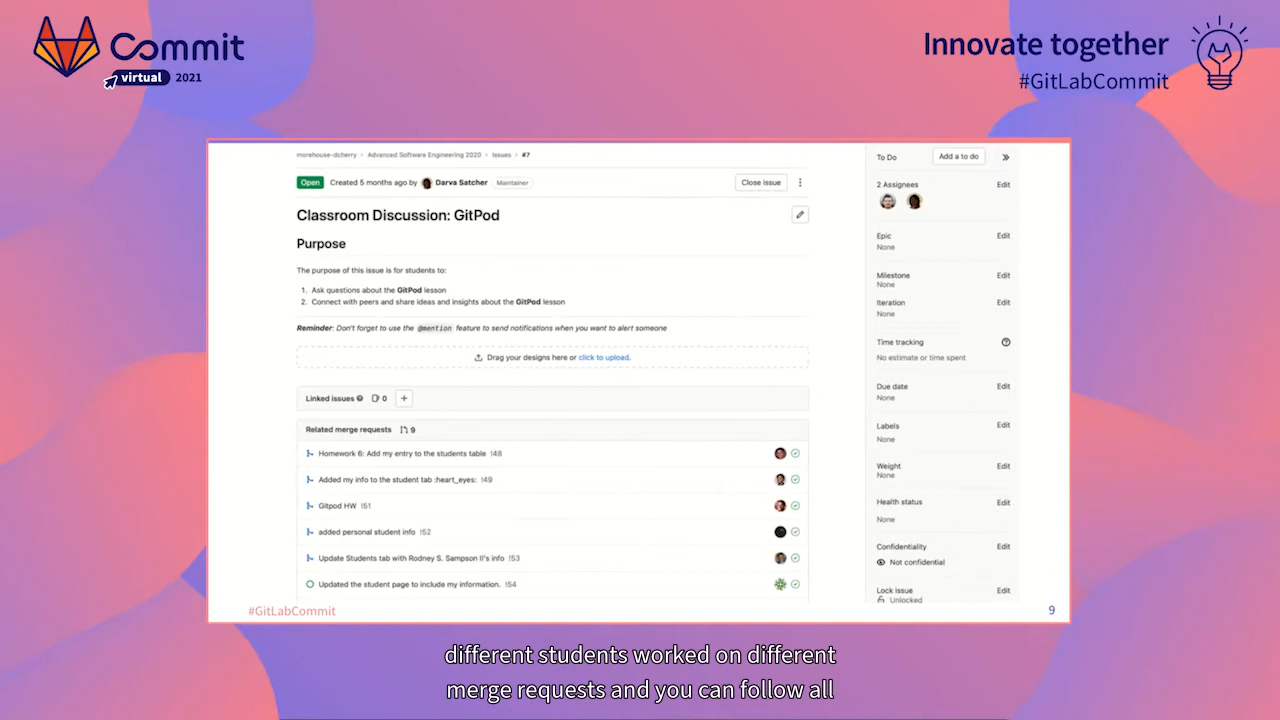 Commit
virtual 2021
Innovate together
#GitLabCommit
morehouse-dcherry › Advanced Software Engineering 2020 › Issues › #7
Open Created 5 months ago by Darva Satcher Maintainer
Close issue
Classroom Discussion: GitPod
Purpose
The purpose of this issue is for students to:
1. Ask questions about the GitPod lesson
2. Connect with peers and share ideas and insights about the GitPod lesson
Reminder: Don't forget to use the @mention feature to send notifications when you want to alert someone
Drag your designs here or click to upload.
Linked issues 0 +
Related merge requests 9
Homework 6: Add my entry to the students table !48
Added my info to the student tab :heart_eyes: !49
Gitpod HW !51
added personal student info !52
Update Students tab with Rodney S. Sampson II's info !53
Updated the student page to include my information. !54
To Do Add a to do »
2 Assignees Edit
Epic Edit
None
Milestone Edit
None
Iteration Edit
None
Time tracking
No estimate or time spent
Due date Edit
None
Labels Edit
None
Weight Edit
None
Health status Edit
None
Confidentiality Edit
Not confidential
Lock issue Edit
Unlocked
#GitLabCommit
9
different students worked on different
merge requests and you can follow all